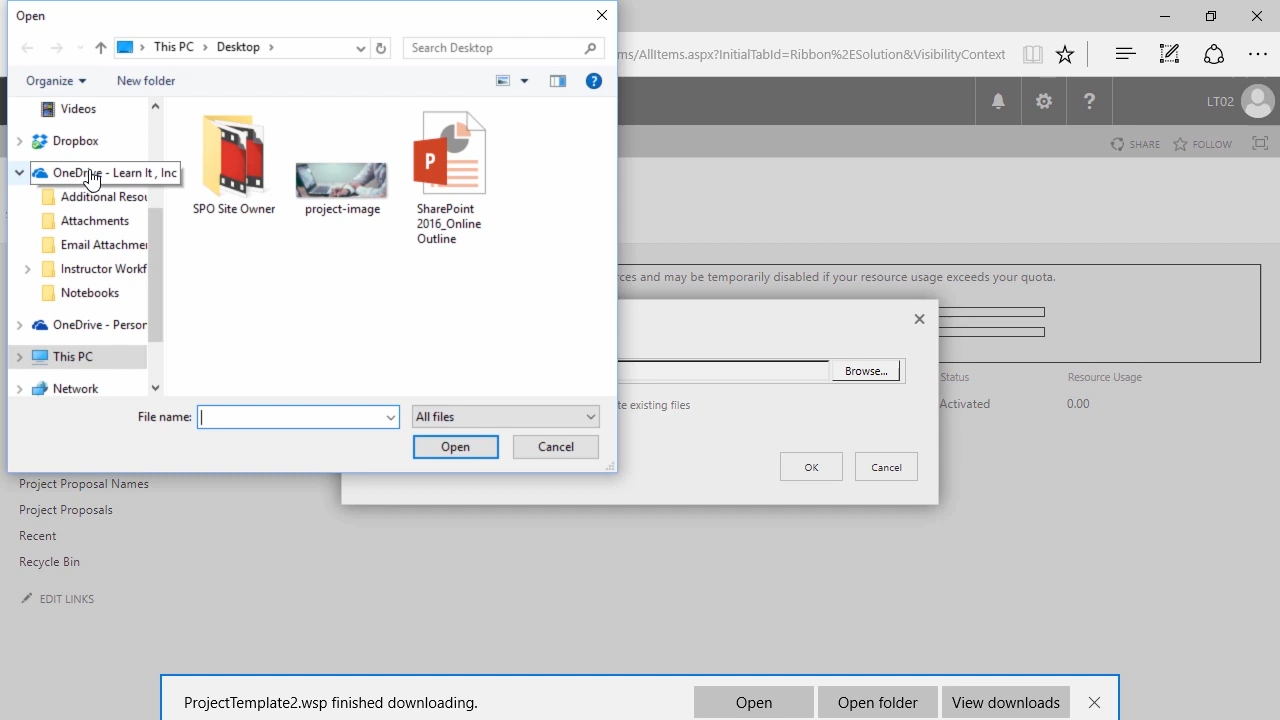 Open
This PC
Desktop
Search Desktop
ms/AllItems.aspx?InitialTabId=Ribbon%2ESolution&VisibilityContext
Organize
New folder
LT02
SHARE
FOLLOW
Videos
Dropbox
OneDrive - Learn It , Inc
Additional Resou
Attachments
Email Attachmer
Instructor Workf
Notebooks
OneDrive - Person
This PC
Network
SPO Site Owner
project-image
SharePoint
2016_Online
Outline
File name:
All files
Open
Cancel
ces and may be temporarily disabled if your resource usage exceeds your quota.
Browse...
te existing files
OK
Cancel
Status
Resource Usage
Activated
0.00
Project Proposal Names
Project Proposals
Recent
Recycle Bin
EDIT LINKS
ProjectTemplate2.wsp finished downloading.
Open
Open folder
View downloads